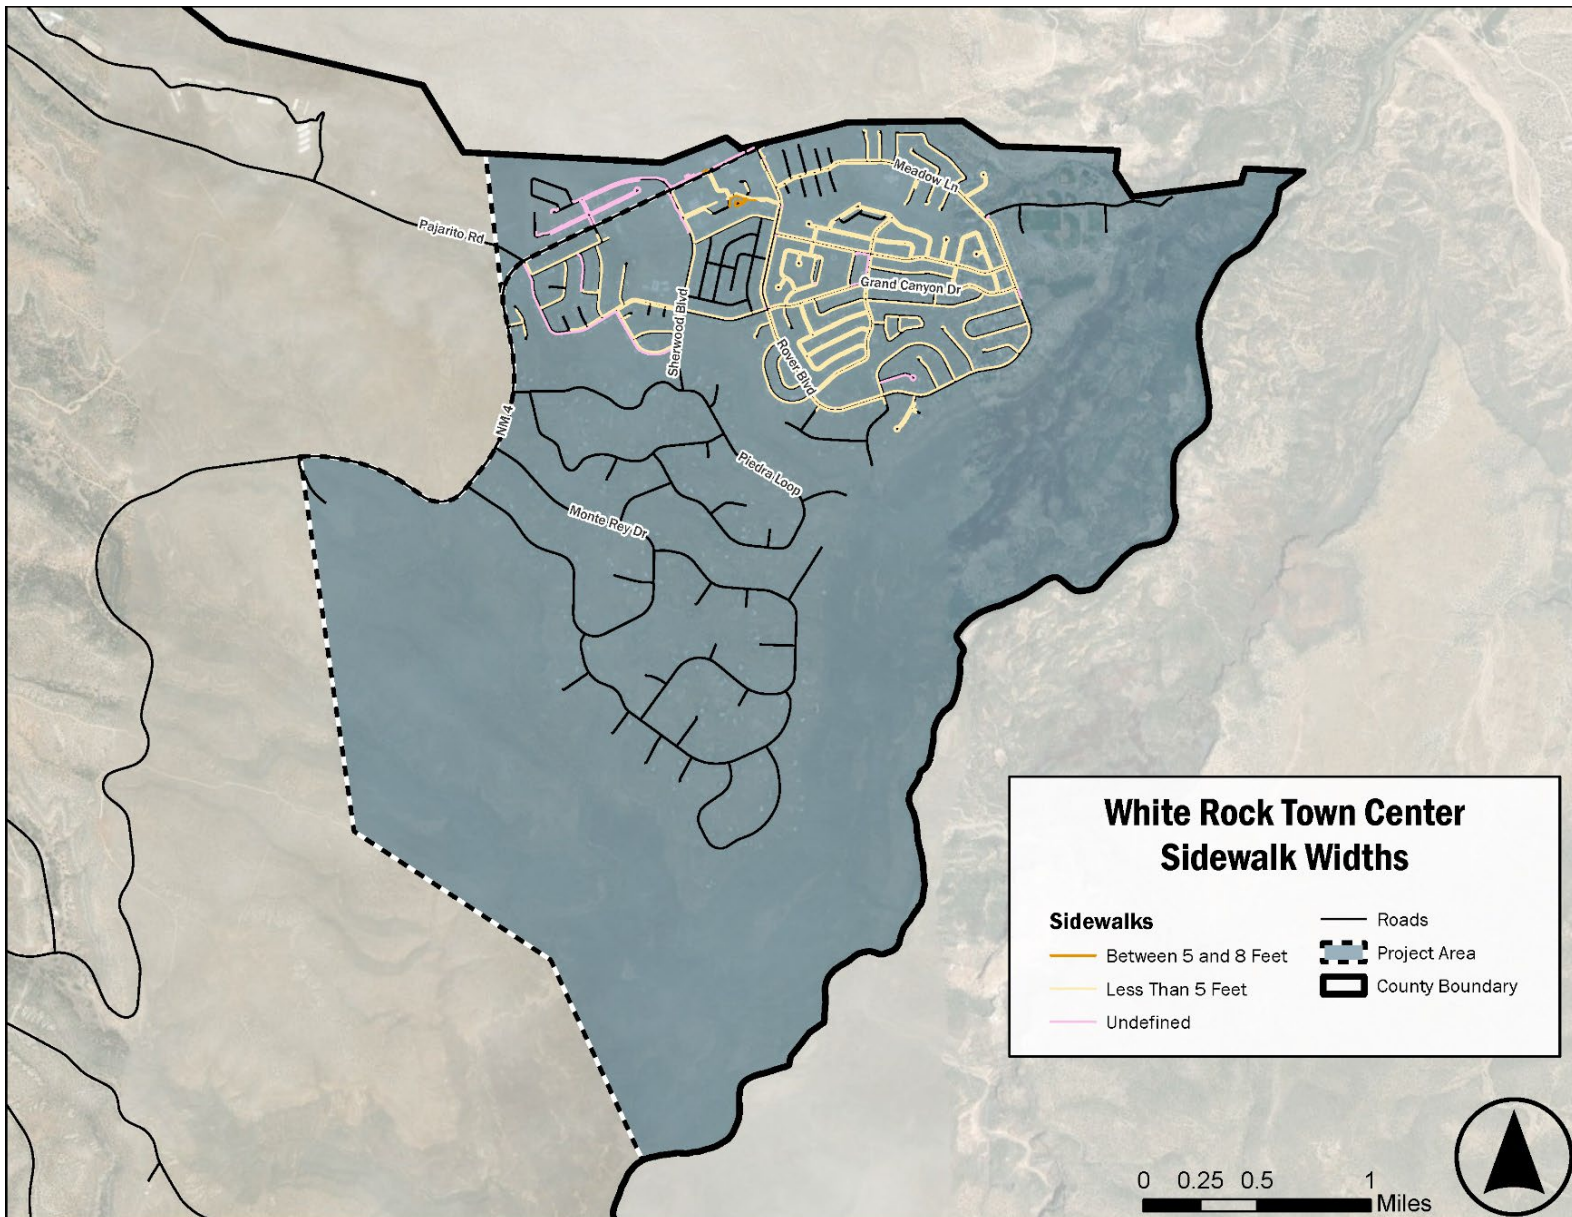 Meadow Ln
Pajarito Rd
Grand Canyon Dr
Sherwood Blvd
Rover Blvd
NM 4
Piedra Loop
Monte Rey Dr
White Rock Town Center
Sidewalk Widths
Sidewalks
Between 5 and 8 Feet
Less Than 5 Feet
Undefined
Roads
Project Area
County Boundary
0 0.25 0.5 1
Miles